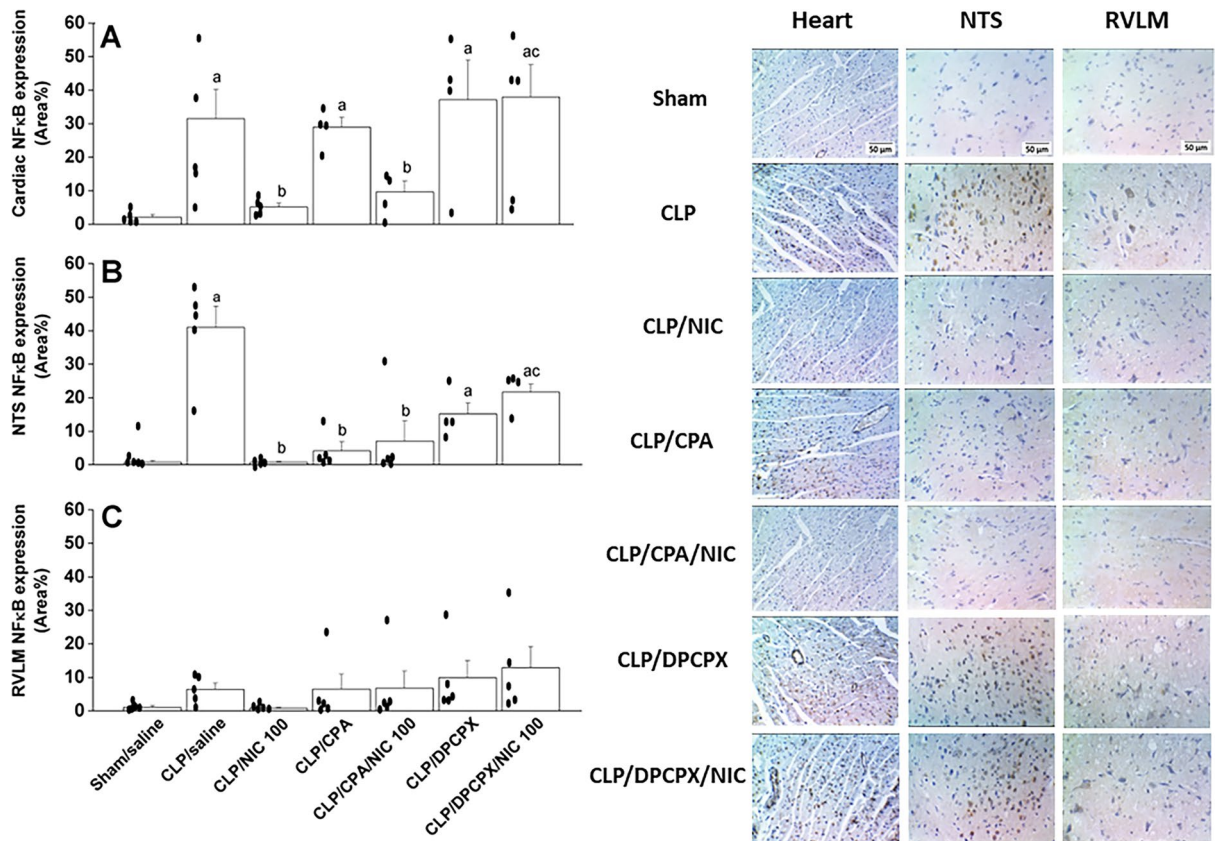 A
Cardiac NFκB expression
(Area%)
60
50
40
30
20
10
0
a
b
a
b
a
ac
B
NTS NFκB expression
(Area%)
60
50
40
30
20
10
0
a
b
b
b
a
ac
C
RVLM NFκB expression
(Area%)
60
50
40
30
20
10
0
Sham/saline
CLP/saline
CLP/NIC 100
CLP/CPA
CLP/CPA/NIC 100
CLP/DPCPX
CLP/DPCPX/NIC 100
Heart NTS RVLM
Sham
50 µm 50 µm 50 µm
CLP
CLP/NIC
CLP/CPA
CLP/CPA/NIC
CLP/DPCPX
CLP/DPCPX/NIC